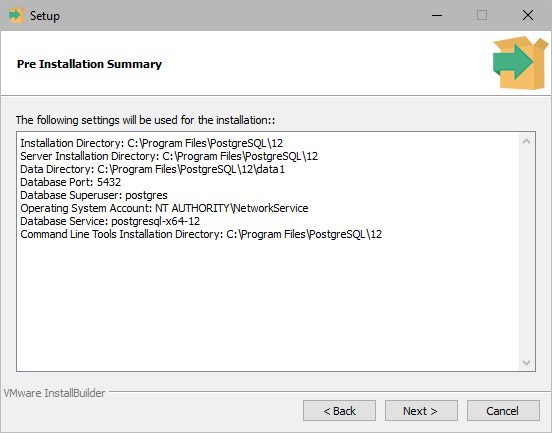 Setup
Pre Installation Summary
The following settings will be used for the installation::
Installation Directory: C:\Program Files\PostgreSQL\12
Server Installation Directory: C:\Program Files\PostgreSQL\12
Data Directory: C:\Program Files\PostgreSQL\12\data1
Database Port: 5432
Database Superuser: postgres
Operating System Account: NT AUTHORITY\NetworkService
Database Service: postgresql-x64-12
Command Line Tools Installation Directory: C:\Program Files\PostgreSQL\12
VMware InstallBuilder
< Back
Next >
Cancel